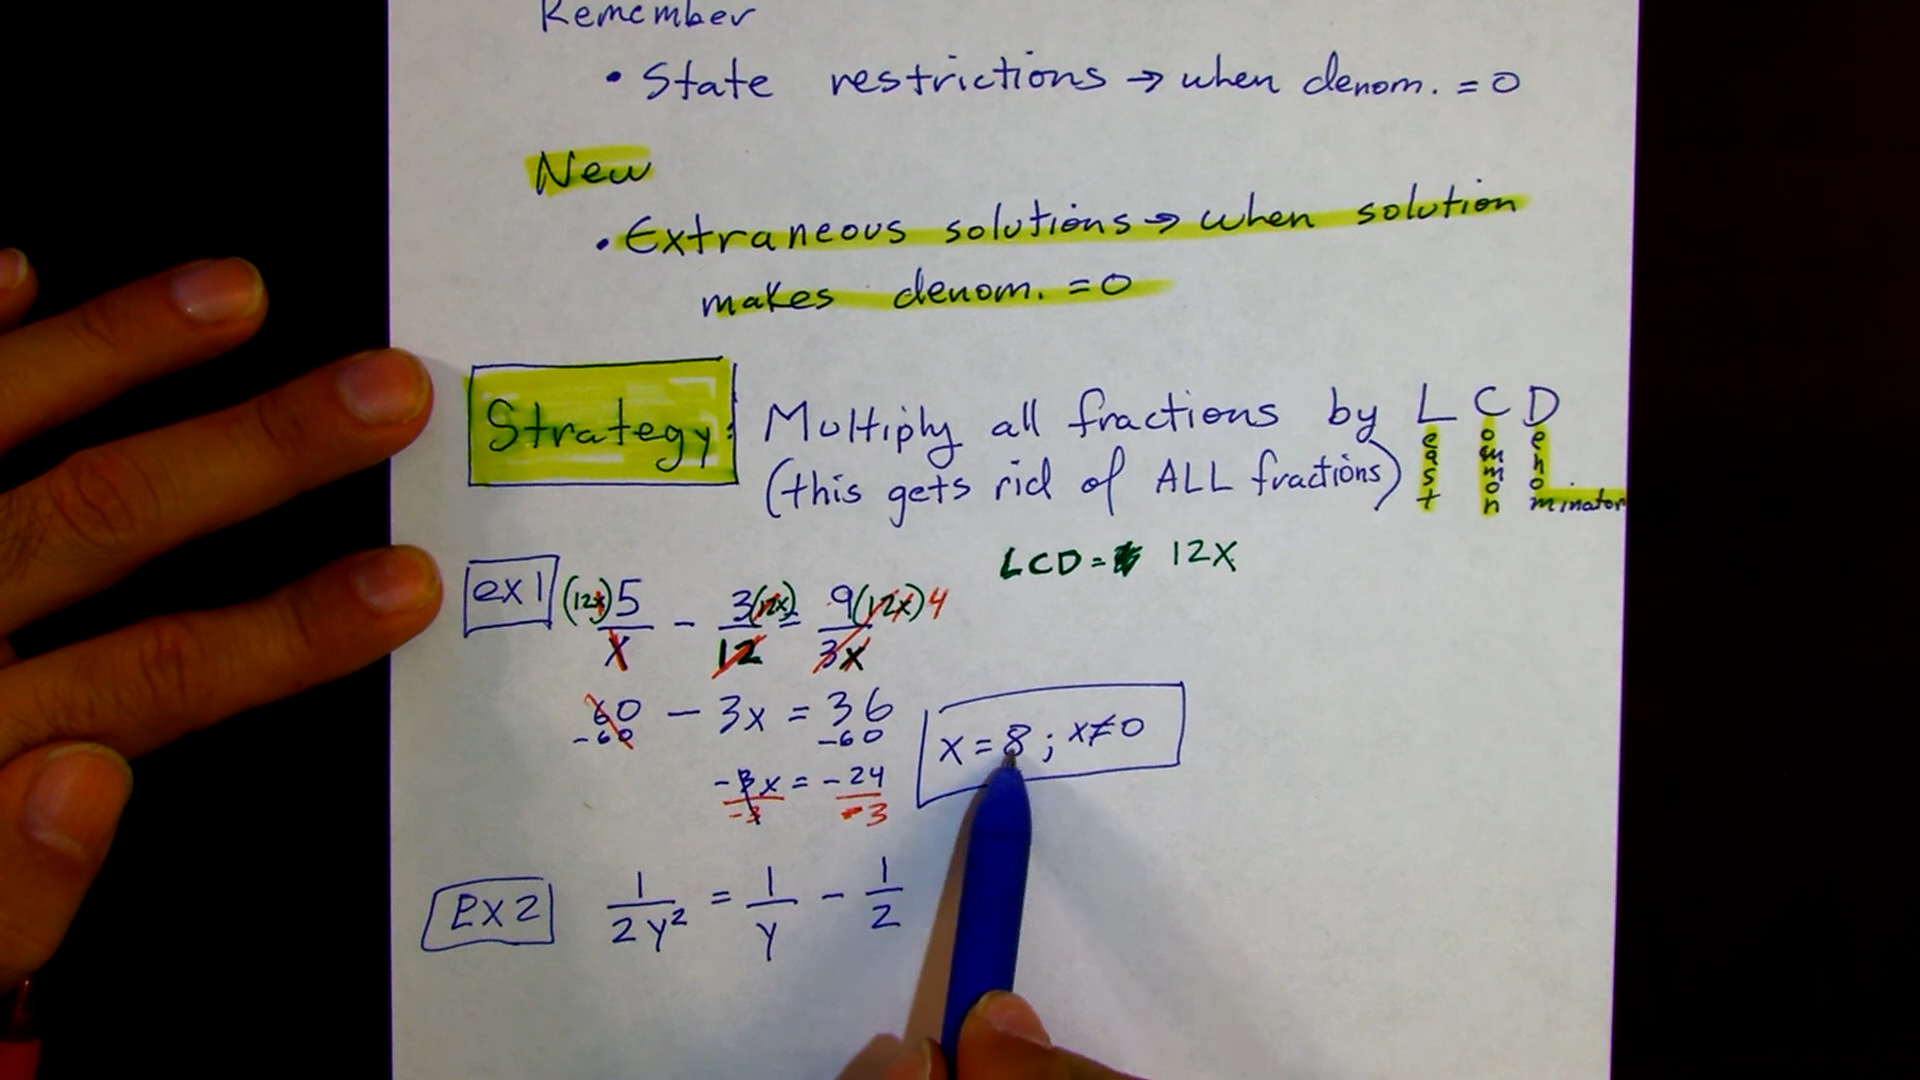 Remember
• State restrictions → when denom. = 0
New
• Extraneous solutions → when solution
makes denom. = 0
Strategy: Multiply all fractions by L C D
(this gets rid of ALL fractions) Least Common Denominator
LCD = 12x
ex1 (12x)5/x - 3(12x)/12 = 9(12x)4/3x
60 - 3x = 36
-60 -60
x = 8 ; x ≠ 0
-3x = -24
-3 -3
Ex2 1/2y² = 1/y - 1/2